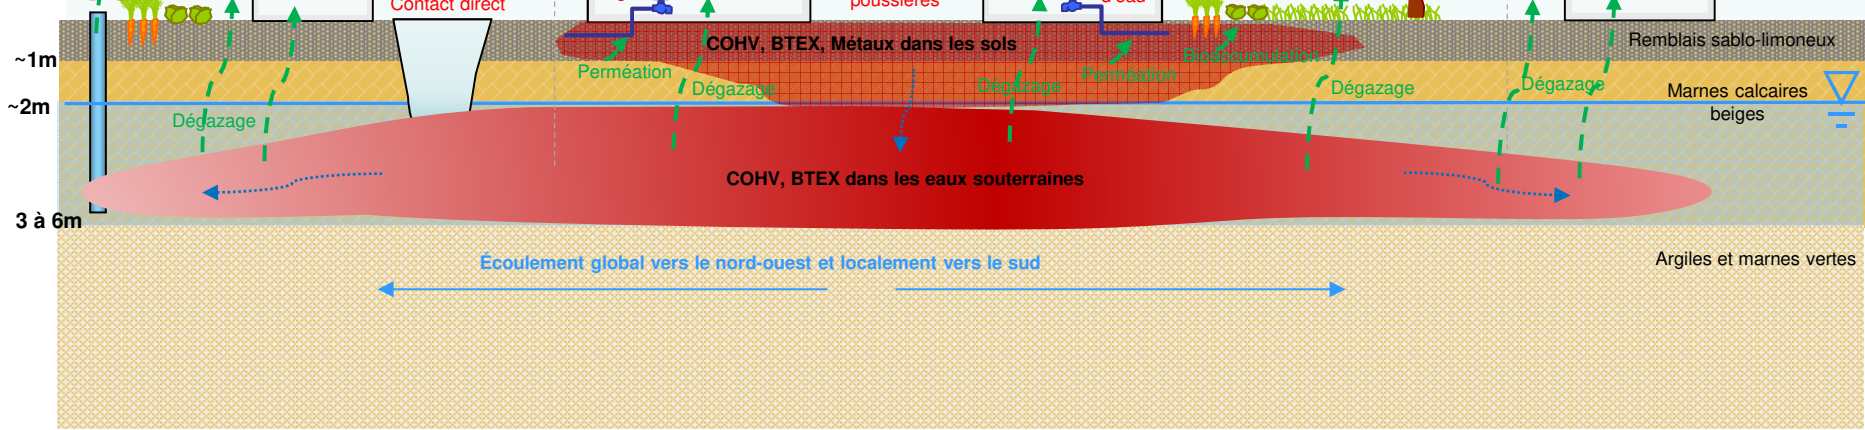 Contact direct
poussières
d'eau
COHV, BTEX, Métaux dans les sols
Remblais sablo-limoneux
~1m
Perméation
Dégazage
Dégazage
Perméation
Bioaccumulation
Dégazage
Dégazage
Marnes calcaires
beiges
~2m
Dégazage
COHV, BTEX dans les eaux souterraines
3 à 6m
Écoulement global vers le nord-ouest et localement vers le sud
Argiles et marnes vertes